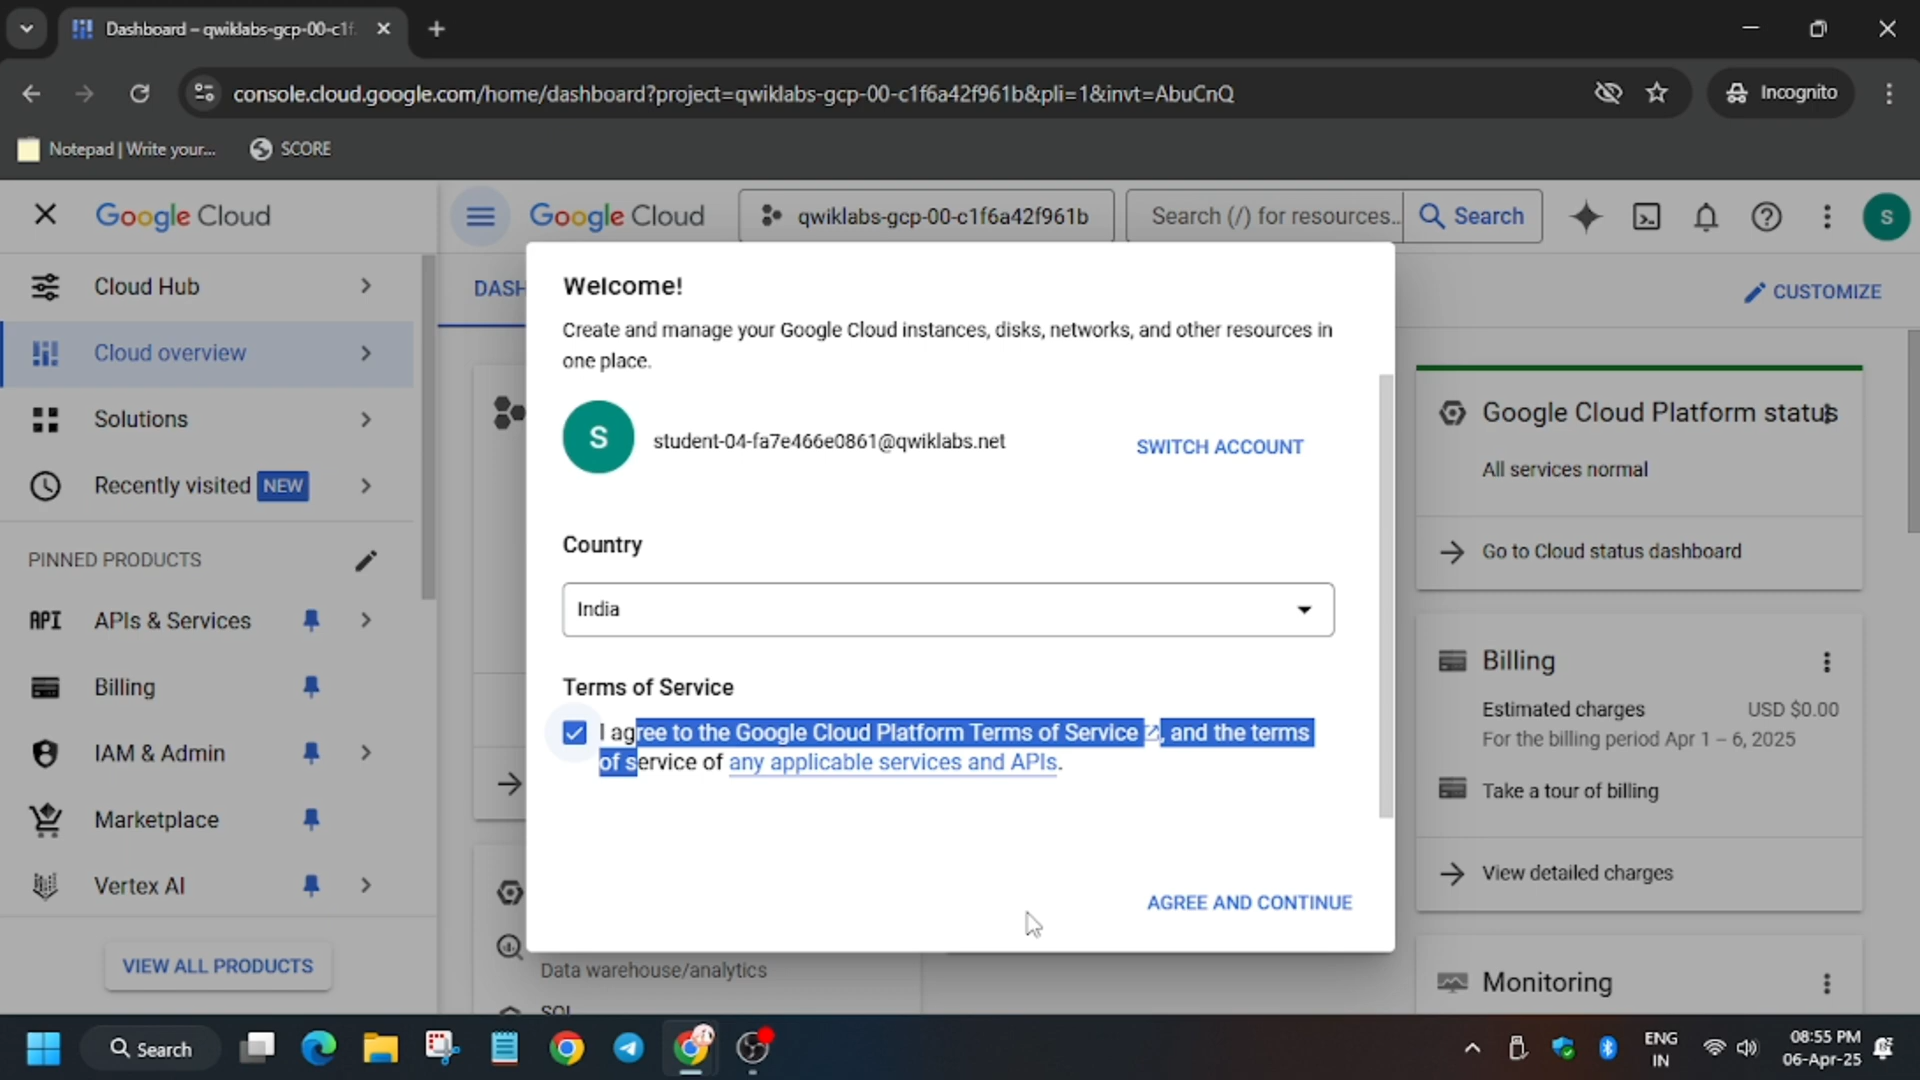 Dashboard – qwiklabs-gcp-00-c1f
console.cloud.google.com/home/dashboard?project=qwiklabs-gcp-00-c1f6a42f961b&pli=1&invt=AbuCnQ
Incognito
Notepad | Write your...
SCORE
Google Cloud
Google Cloud
qwiklabs-gcp-00-c1f6a42f961b
Search (/) for resources..
Search
S
Cloud Hub
Cloud overview
Solutions
Recently visited NEW
PINNED PRODUCTS
API APIs & Services
Billing
IAM & Admin
Marketplace
Vertex AI
VIEW ALL PRODUCTS
DASH
CUSTOMIZE
Welcome!
Create and manage your Google Cloud instances, disks, networks, and other resources in
one place.
S
student-04-fa7e466e0861@qwiklabs.net
SWITCH ACCOUNT
Country
India
Terms of Service
I agree to the Google Cloud Platform Terms of Service, and the terms
of service of any applicable services and APIs.
AGREE AND CONTINUE
Data warehouse/analytics
SQL
Google Cloud Platform status
All services normal
Go to Cloud status dashboard
Billing
Estimated charges USD $0.00
For the billing period Apr 1 – 6, 2025
Take a tour of billing
View detailed charges
Monitoring
Search
ENG
IN
08:55 PM
06-Apr-25